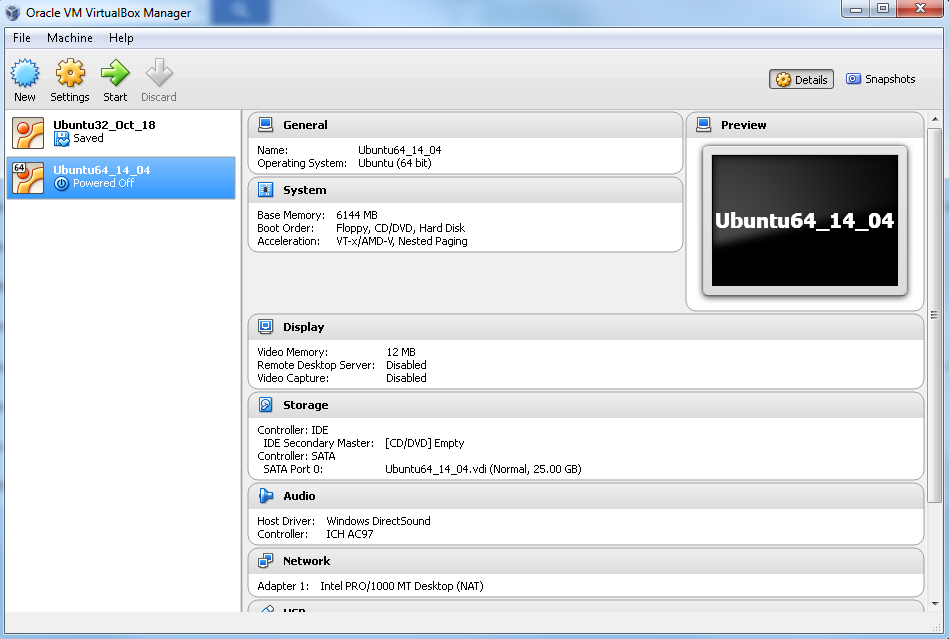 Oracle VM VirtualBox Manager
File Machine Help
New Settings Start Discard
Details Snapshots
Ubuntu32_Oct_18
Saved
64
Ubuntu64_14_04
Powered Off
General
Name: Ubuntu64_14_04
Operating System: Ubuntu (64 bit)
System
Base Memory: 6144 MB
Boot Order: Floppy, CD/DVD, Hard Disk
Acceleration: VT-x/AMD-V, Nested Paging
Preview
Ubuntu64_14_04
Display
Video Memory: 12 MB
Remote Desktop Server: Disabled
Video Capture: Disabled
Storage
Controller: IDE
IDE Secondary Master: [CD/DVD] Empty
Controller: SATA
SATA Port 0: Ubuntu64_14_04.vdi (Normal, 25.00 GB)
Audio
Host Driver: Windows DirectSound
Controller: ICH AC97
Network
Adapter 1: Intel PRO/1000 MT Desktop (NAT)
USB